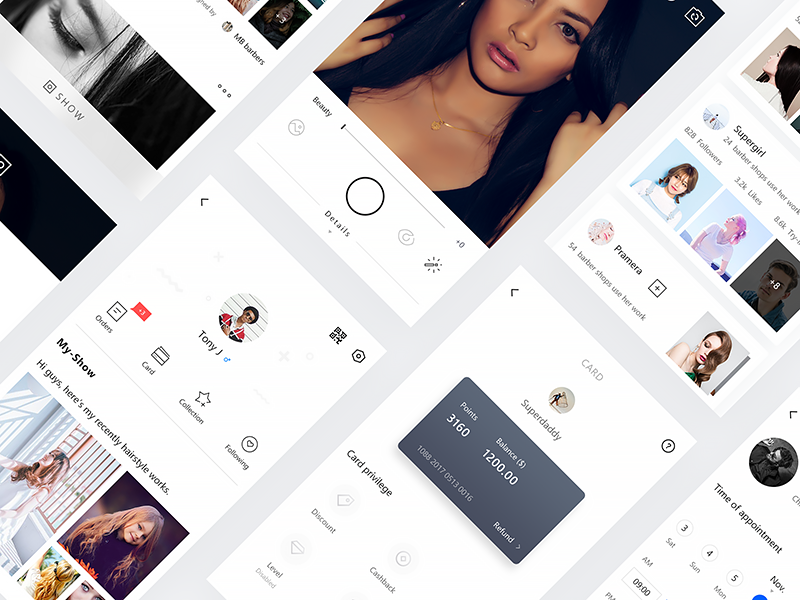 SHOW
signed by
MB barbers
Beauty
Details
+0
Supergirl
24 barber shops use her work
828
Followers
3.2k Likes
8.6k Try-
+8
Pramera
54 barber shops use her work
Orders
+3
Card
Collection
Following
Tony J
My-Show
Hi guys, here's my recently hairstyle works.
CARD
Superdaddy
Points
3160
Balance ($)
1200.00
1088 2017 0513 0016
Refund >
Card privilege
Discount
Level
Disabled
Cashback
Time of appointment
Nov.
3
Sat
4
Sun
5
Mon
AM
09:00
PM